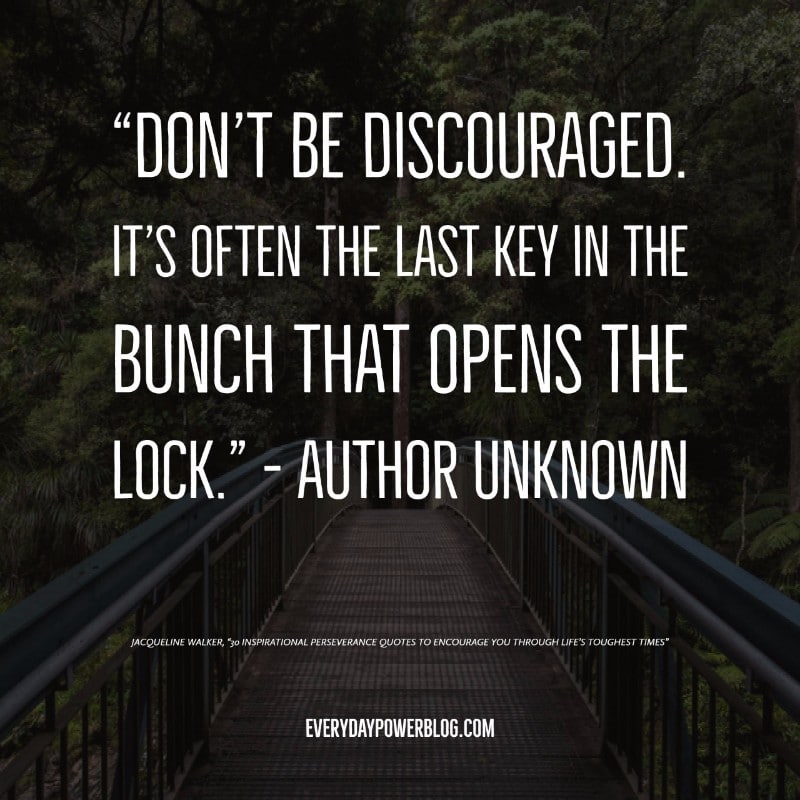 “DON’T BE DISCOURAGED.
IT’S OFTEN THE LAST KEY IN THE
BUNCH THAT OPENS THE
LOCK.” - AUTHOR UNKNOWN
JACQUELINE WALKER, “30 INSPIRATIONAL PERSEVERANCE QUOTES TO ENCOURAGE YOU THROUGH LIFE’S TOUGHEST TIMES”
EVERYDAYPOWERBLOG.COM